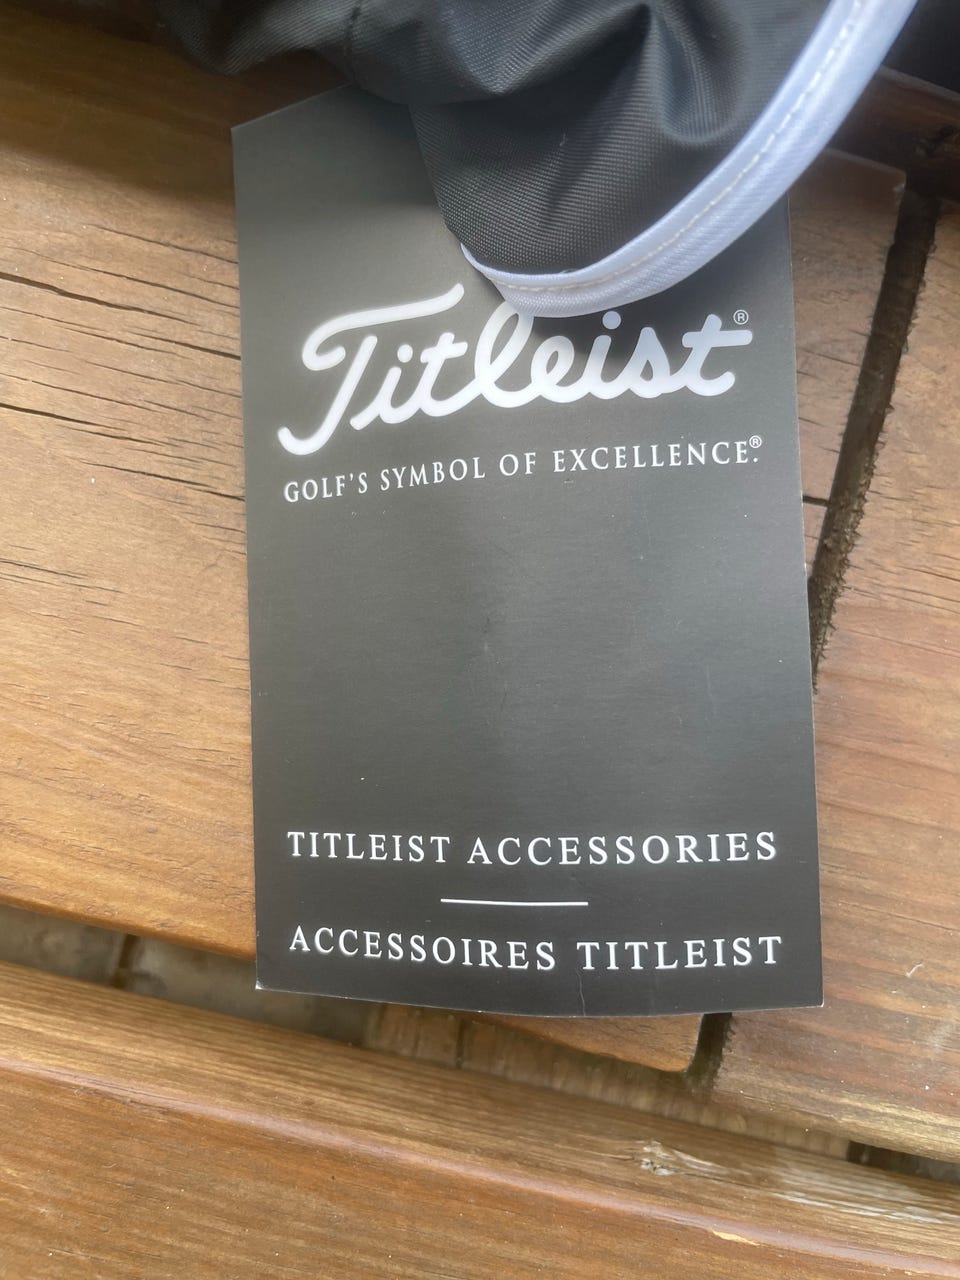 Titleist®
GOLF'S SYMBOL OF EXCELLENCE.®
TITLEIST ACCESSORIES
ACCESSOIRES TITLEIST